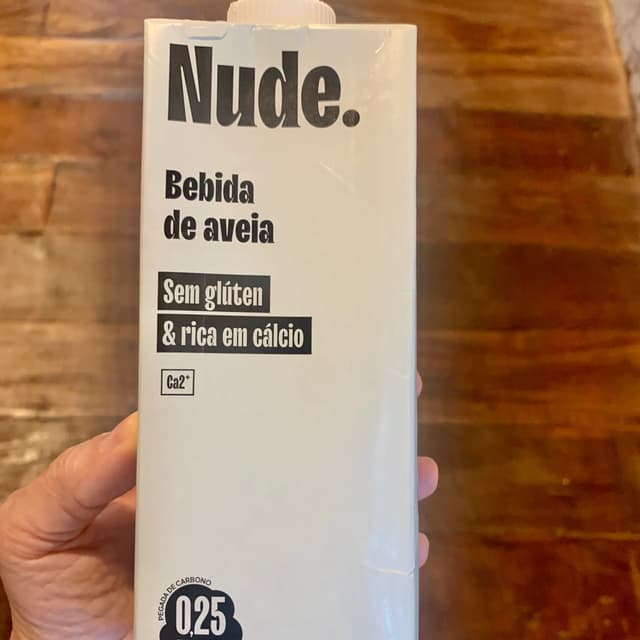 Nude.
Bebida
de aveia
Sem glúten
& rica em cálcio
Ca2⁺
PEGADA DE CARBONO
0,25